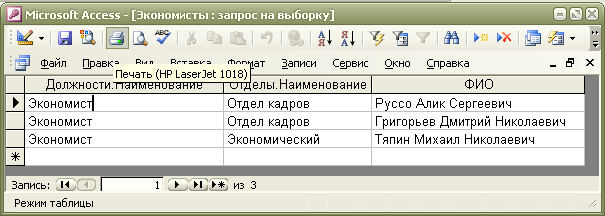 Microsoft Access - [Экономисты : запрос на выборку]
ABC
А Я
Я А
Файл Правка Вид Вставка Формат Записи Сервис Окно Справка
Печать (HP LaserJet 1018)
Должности.Наименование Отделы.Наименование ФИО
Экономист Отдел кадров Руссо Алик Сергеевич
Экономист Отдел кадров Григорьев Дмитрий Николаевич
Экономист Экономический Тяпин Михаил Николаевич
Запись: 1 из 3
Режим таблицы